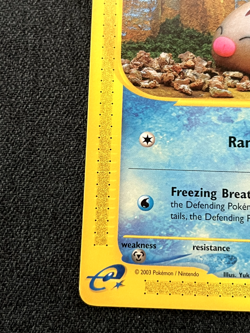 Ran
Freezing Breat
the Defending Pokém
tails, the Defending P
weakness resistance
© 2003 Pokémon / Nintendo Illus. Yuk
e